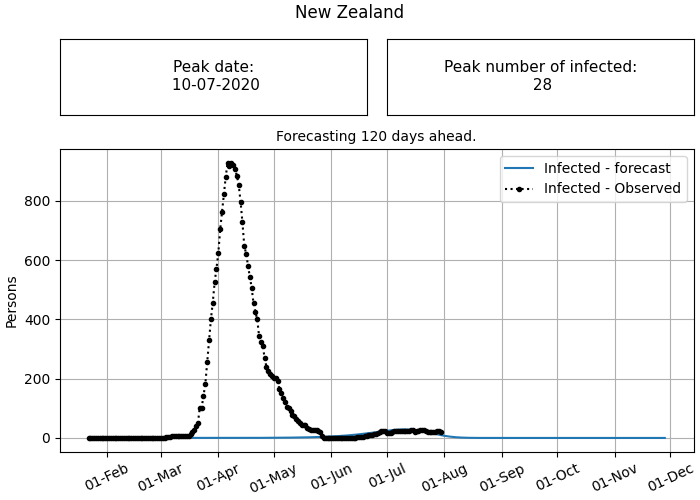 New Zealand
Peak date:
10-07-2020
Peak number of infected:
28
Forecasting 120 days ahead.
Infected - forecast
Infected - Observed
Persons
800
600
400
200
0
01-Feb
01-Mar
01-Apr
01-May
01-Jun
01-Jul
01-Aug
01-Sep
01-Oct
01-Nov
01-Dec